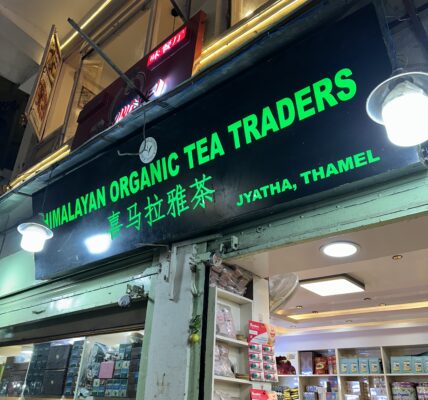 HIMALAYAN ORGANIC TEA TRADERS
喜马拉雅茶
JYATHA, THAMEL